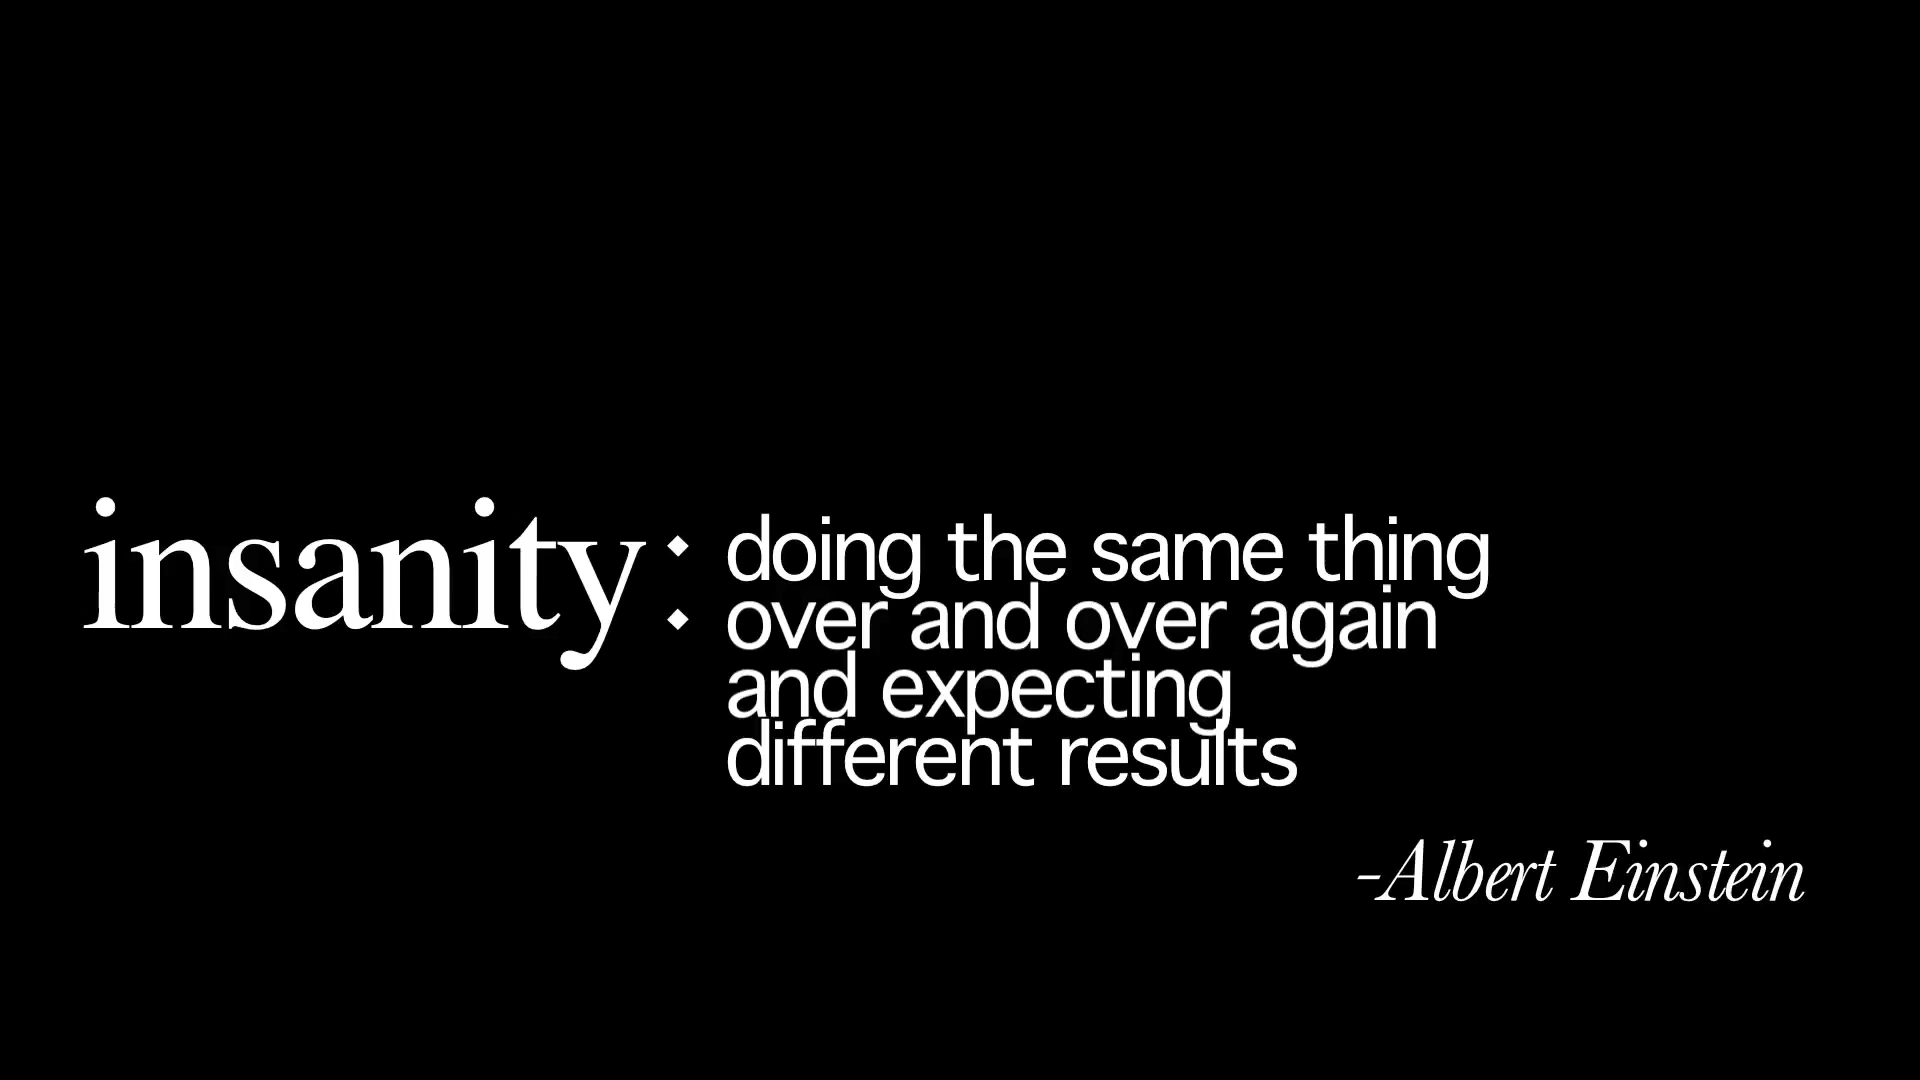 insanity: doing the same thing
over and over again
and expecting
different results
-Albert Einstein